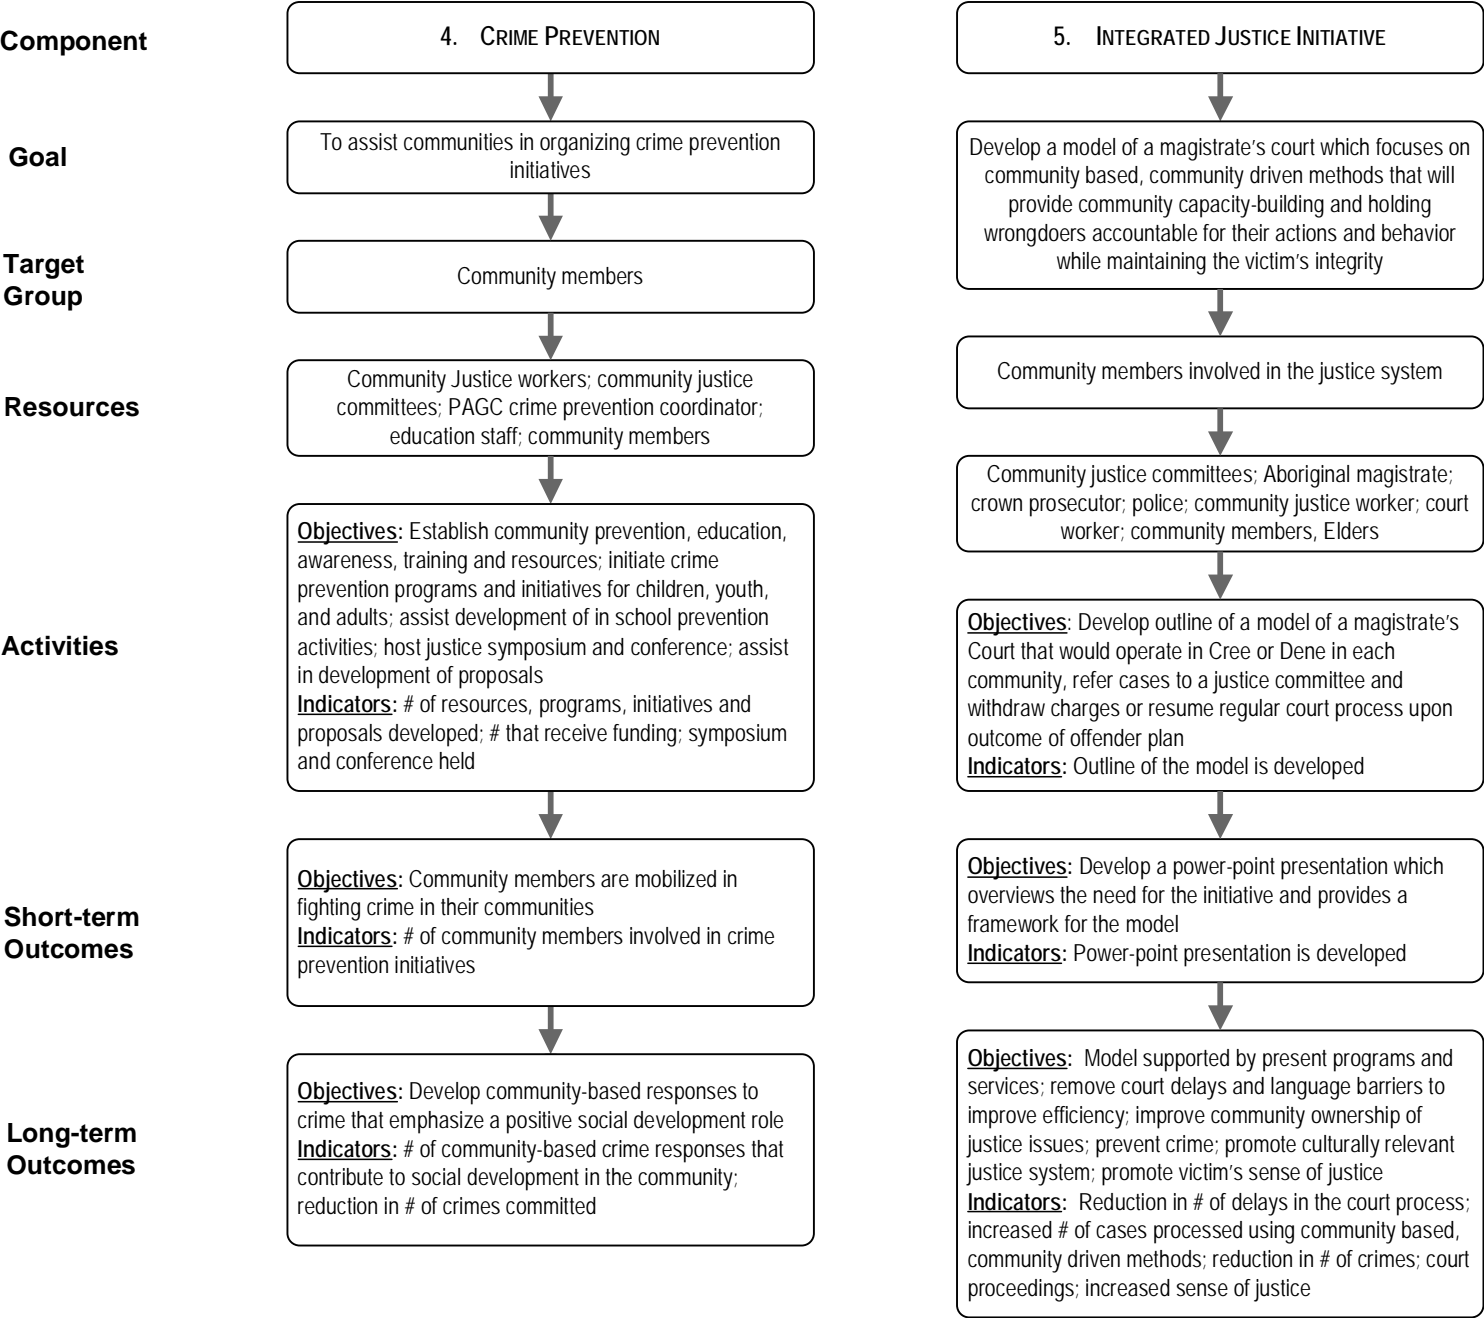 Component
4. CRIME PREVENTION
5. INTEGRATED JUSTICE INITIATIVE
Goal
To assist communities in organizing crime prevention
initiatives
Develop a model of a magistrate's court which focuses on
community based, community driven methods that will
provide community capacity-building and holding
wrongdoers accountable for their actions and behavior
while maintaining the victim's integrity
Target
Group
Community members
Community members involved in the justice system
Resources
Community Justice workers; community justice
committees; PAGC crime prevention coordinator;
education staff; community members
Community justice committees; Aboriginal magistrate;
crown prosecutor; police; community justice worker; court
worker; community members, Elders
Activities
Objectives: Establish community prevention, education,
awareness, training and resources; initiate crime
prevention programs and initiatives for children, youth,
and adults; assist development of in school prevention
activities; host justice symposium and conference; assist
in development of proposals
Indicators: # of resources, programs, initiatives and
proposals developed; # that receive funding; symposium
and conference held
Objectives: Develop outline of a model of a magistrate's
Court that would operate in Cree or Dene in each
community, refer cases to a justice committee and
withdraw charges or resume regular court process upon
outcome of offender plan
Indicators: Outline of the model is developed
Short-term
Outcomes
Objectives: Community members are mobilized in
fighting crime in their communities
Indicators: # of community members involved in crime
prevention initiatives
Objectives: Develop a power-point presentation which
overviews the need for the initiative and provides a
framework for the model
Indicators: Power-point presentation is developed
Long-term
Outcomes
Objectives: Develop community-based responses to
crime that emphasize a positive social development role
Indicators: # of community-based crime responses that
contribute to social development in the community;
reduction in # of crimes committed
Objectives: Model supported by present programs and
services; remove court delays and language barriers to
improve efficiency; improve community ownership of
justice issues; prevent crime; promote culturally relevant
justice system; promote victim's sense of justice
Indicators: Reduction in # of delays in the court process;
increased # of cases processed using community based,
community driven methods; reduction in # of crimes; court
proceedings; increased sense of justice